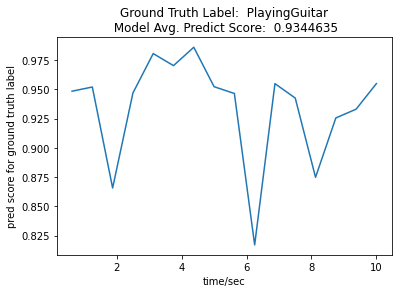 Ground Truth Label:  PlayingGuitar
Model Avg. Predict Score:  0.9344635
pred score for ground truth label
0.975
0.950
0.925
0.900
0.875
0.850
0.825
2 4 6 8 10
time/sec